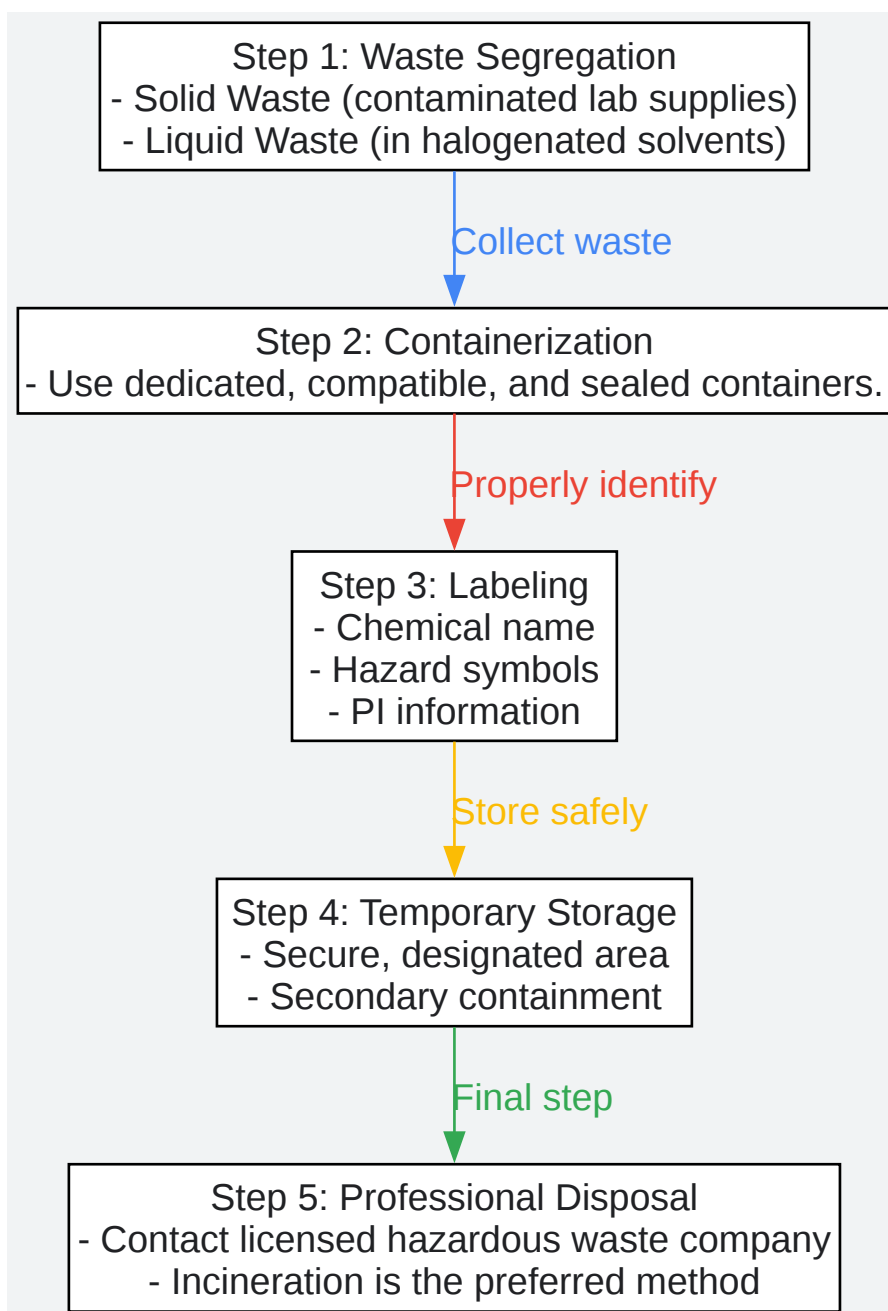 Step 1: Waste Segregation
- Solid Waste (contaminated lab supplies)
- Liquid Waste (in halogenated solvents)
Collect waste
Step 2: Containerization
- Use dedicated, compatible, and sealed containers.
Properly identify
Step 3: Labeling
- Chemical name
- Hazard symbols
- PI information
Store safely
Step 4: Temporary Storage
- Secure, designated area
- Secondary containment
Final step
Step 5: Professional Disposal
- Contact licensed hazardous waste company
- Incineration is the preferred method